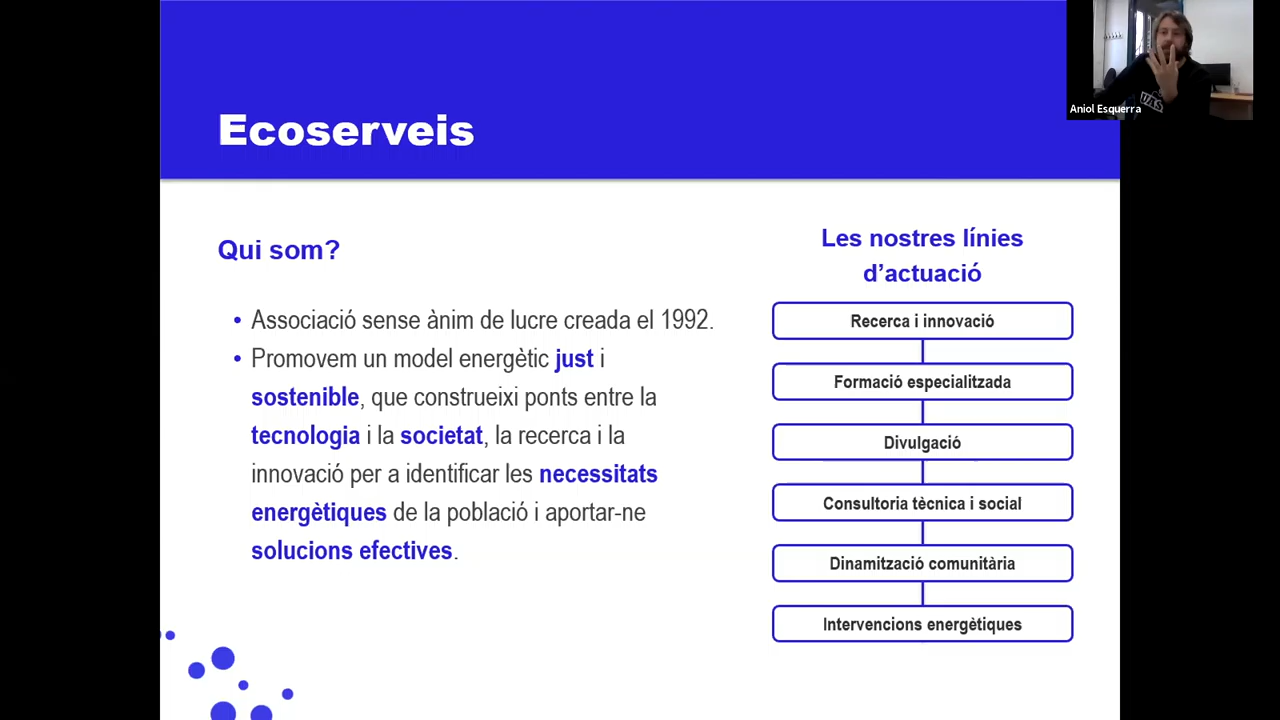 Ecoserveis
Aniol Esquerra
Qui som?
• Associació sense ànim de lucre creada el 1992.
• Promovem un model energètic just i
sostenible, que construeixi ponts entre la
tecnologia i la societat, la recerca i la
innovació per a identificar les necessitats
energètiques de la població i aportar-ne
solucions efectives.
Les nostres línies
d’actuació
Recerca i innovació
Formació especialitzada
Divulgació
Consultoria tècnica i social
Dinamització comunitària
Intervencions energètiques